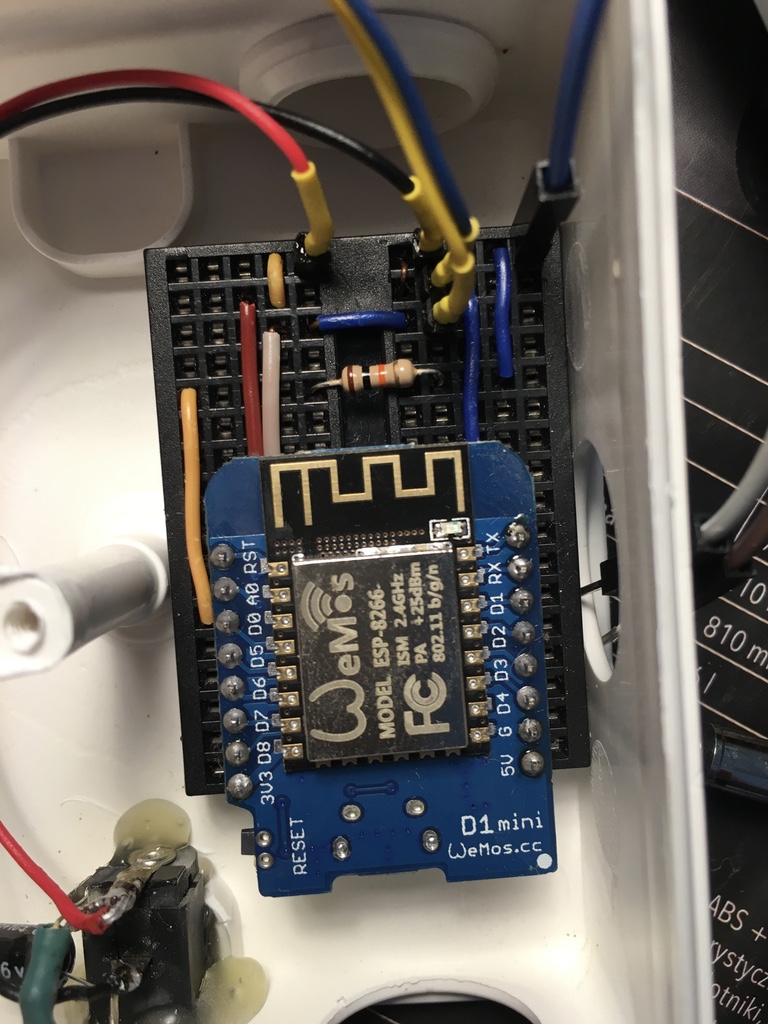 RST
A0
D0
D5
D6
D7
D8
3V3
TX
RX
D1
D2
D3
D4
G
5V
WeMos
MODEL ESP-8266
ISM 2.4GHz
PA +25dBm
802.11 b/g/n
FC
RESET
D1 mini
WeMos.cc
810 m
ABS +
6V